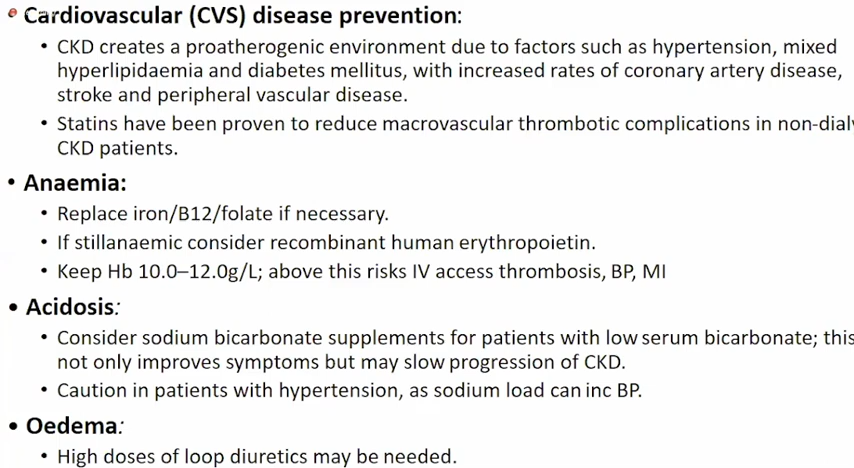 • Cardiovascular (CVS) disease prevention:
• CKD creates a proatherogenic environment due to factors such as hypertension, mixed
hyperlipidaemia and diabetes mellitus, with increased rates of coronary artery disease,
stroke and peripheral vascular disease.
• Statins have been proven to reduce macrovascular thrombotic complications in non-dialy
CKD patients.
• Anaemia:
• Replace iron/B12/folate if necessary.
• If stillanaemic consider recombinant human erythropoietin.
• Keep Hb 10.0–12.0g/L; above this risks IV access thrombosis, BP, MI
• Acidosis:
• Consider sodium bicarbonate supplements for patients with low serum bicarbonate; this
not only improves symptoms but may slow progression of CKD.
• Caution in patients with hypertension, as sodium load can inc BP.
• Oedema:
• High doses of loop diuretics may be needed.